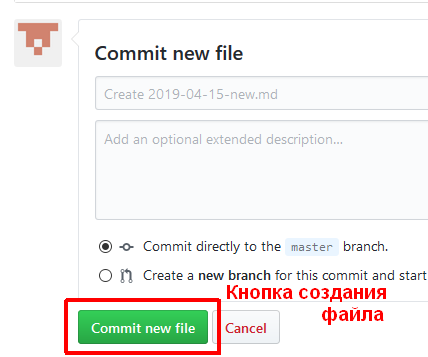 Commit new file
Create 2019-04-15-new.md
Add an optional extended description...
Commit directly to the master branch.
Create a new branch for this commit and start
Кнопка создания
файла
Commit new file
Cancel